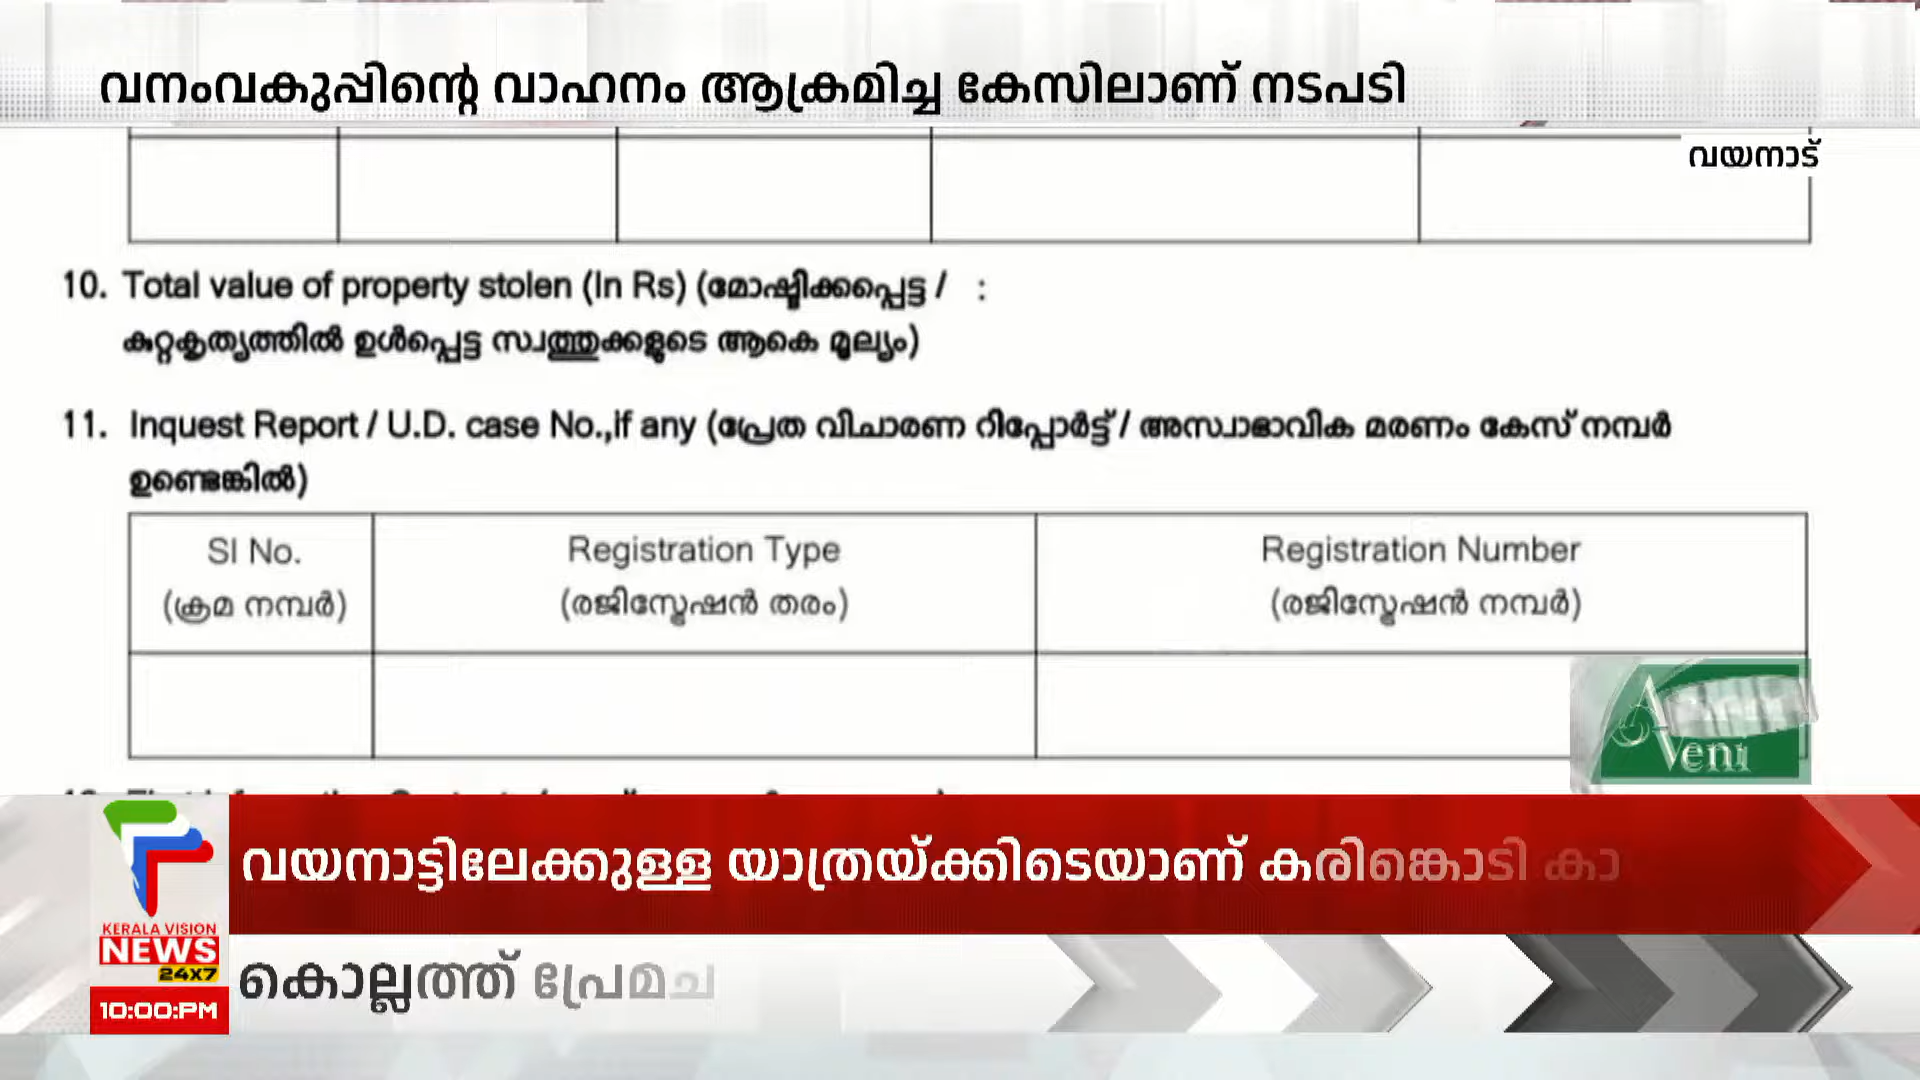 വനംവകുപ്പിന്റെ വാഹനം ആക്രമിച്ച കേസിലാണ് നടപടി
വയനാട്
10. Total value of property stolen (In Rs) (മോഷ്ടിക്കപ്പെട്ട / :
കുറ്റകൃത്യത്തിൽ ഉൾപ്പെട്ട സ്വത്തുക്കളുടെ ആകെ മൂല്യം)
11. Inquest Report / U.D. case No.,if any (പ്രേത വിചാരണ റിപ്പോർട്ട് / അസ്വാഭാവിക മരണം കേസ് നമ്പർ
ഉണ്ടെങ്കിൽ)
Sl No. Registration Type Registration Number
(ക്രമ നമ്പർ) (രജിസ്ട്രേഷൻ തരം) (രജിസ്ട്രേഷൻ നമ്പർ)
Veni
വയനാട്ടിലേക്കുള്ള യാത്രയ്ക്കിടെയാണ് കരിങ്കൊടി കാ
KERALA VISION
NEWS
24X7
കൊല്ലത്ത് പ്രേമച
10:00:PM